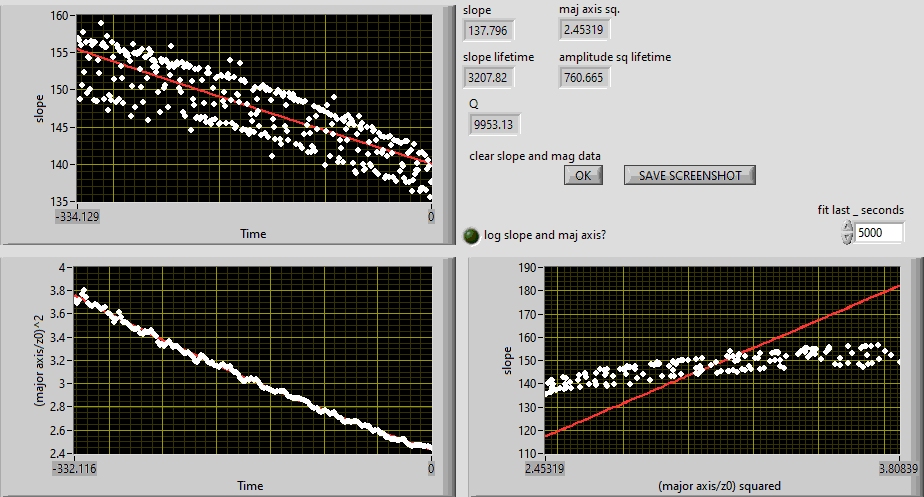 slope
137.796
maj axis sq.
2.45319
slope lifetime
3207.82
amplitude sq lifetime
760.665
Q
9953.13
clear slope and mag data
OK
SAVE SCREENSHOT
fit last _ seconds
5000
log slope and maj axis?
160
155
150
145
140
135
slope
-334.129
0
Time
4
3.8
3.6
3.4
3.2
3
2.8
2.6
2.4
(major axis/z0)^2
-332.116
0
Time
190
180
170
160
150
140
130
120
110
slope
2.45319
3.80839
(major axis/z0) squared